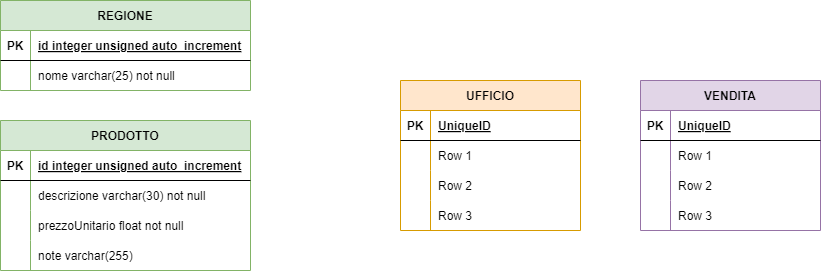 REGIONE
PK id integer unsigned auto_increment
nome varchar(25) not null
PRODOTTO
PK id integer unsigned auto_increment
descrizione varchar(30) not null
prezzoUnitario float not null
note varchar(255)
UFFICIO
PK UniqueID
Row 1
Row 2
Row 3
VENDITA
PK UniqueID
Row 1
Row 2
Row 3